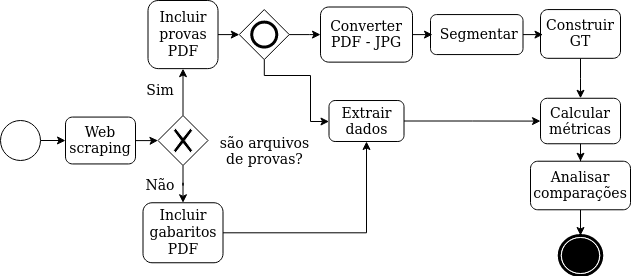 Incluir
provas
PDF
Converter
PDF - JPG
Segmentar
Construir
GT
Sim
Web
scraping
são arquivos
de provas?
Extrair
dados
Calcular
métricas
Não
Incluir
gabaritos
PDF
Analisar
comparações